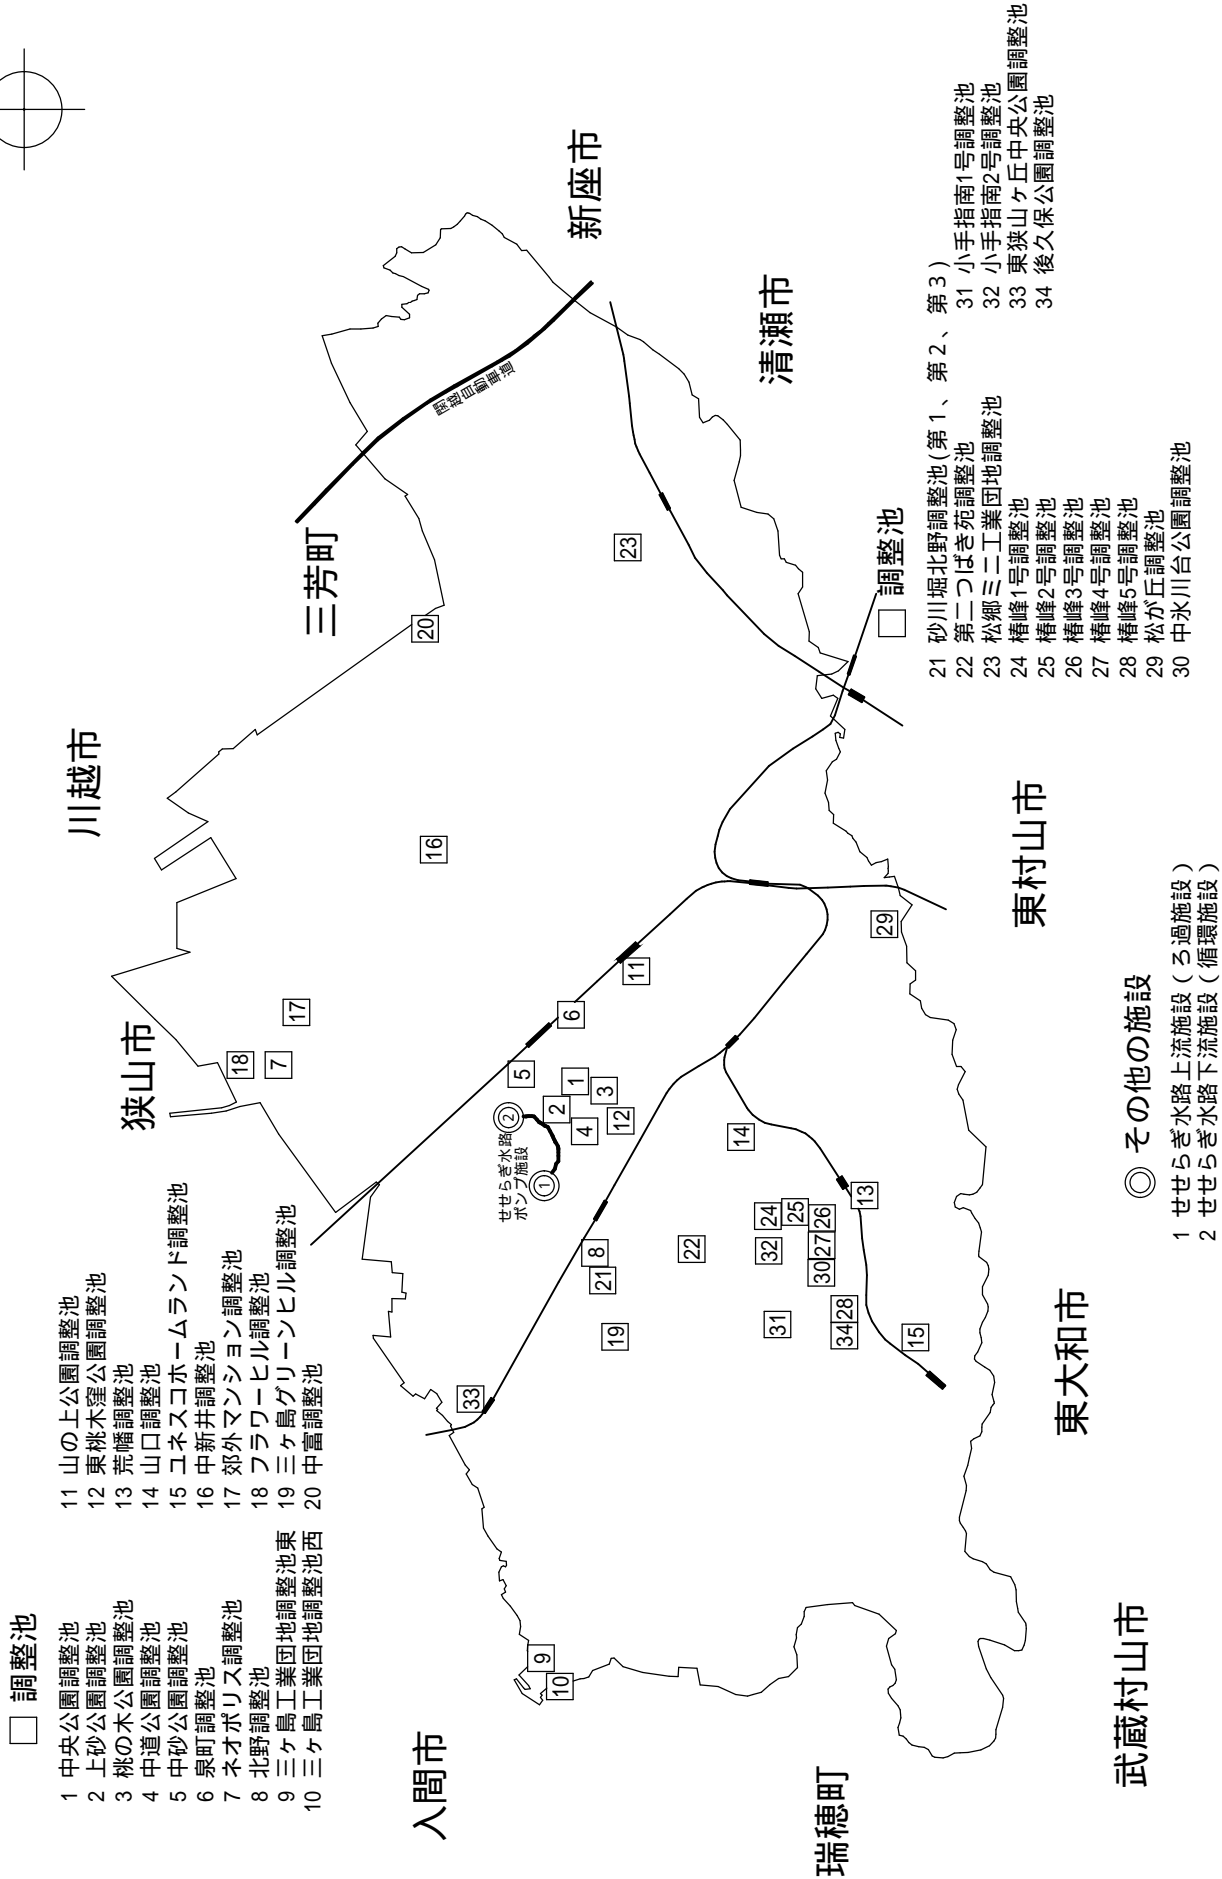 □ 調整池
1 中央公園調整池
2 上砂公園調整池
3 桃の木公園調整池
4 中道公園調整池
5 中砂公園調整池
6 泉町調整池
7 ネオポリス調整池
8 北野調整池
9 三ヶ島工業団地調整池東
10 三ヶ島工業団地調整池西
11 山の上公園調整池
12 東桃木窪公園調整池
13 荒幡調整池
14 山口調整池
15 ユネスコホームランド調整池
16 中新井調整池
17 郊外マンション調整池
18 フラワーヒル調整池
19 三ヶ島グリーンヒル調整池
20 中富調整池
狭山市
川越市
三芳町
新座市
清瀬市
東村山市
東大和市
武蔵村山市
瑞穂町
入間市
関越自動車道
せせらぎ水路
ポンプ施設
1
2
18
7
17
16
20
23
5
6
11
2
1
4
3
12
33
8
21
19
22
14
24
25
32
26
27
30
31
28
34
13
15
29
9
10
□ 調整池
21 砂川堀北野調整池(第1、第2、第3)
22 第二つばき苑調整池
23 松郷ミニ工業団地調整池
24 椿峰1号調整池
25 椿峰2号調整池
26 椿峰3号調整池
27 椿峰4号調整池
28 椿峰5号調整池
29 松が丘調整池
30 中氷川台公園調整池
31 小手指南1号調整池
32 小手指南2号調整池
33 東狭山ヶ丘中央公園調整池
34 後久保公園調整池
◎ その他の施設
1 せせらぎ水路上流施設(ろ過施設)
2 せせらぎ水路下流施設(循環施設)